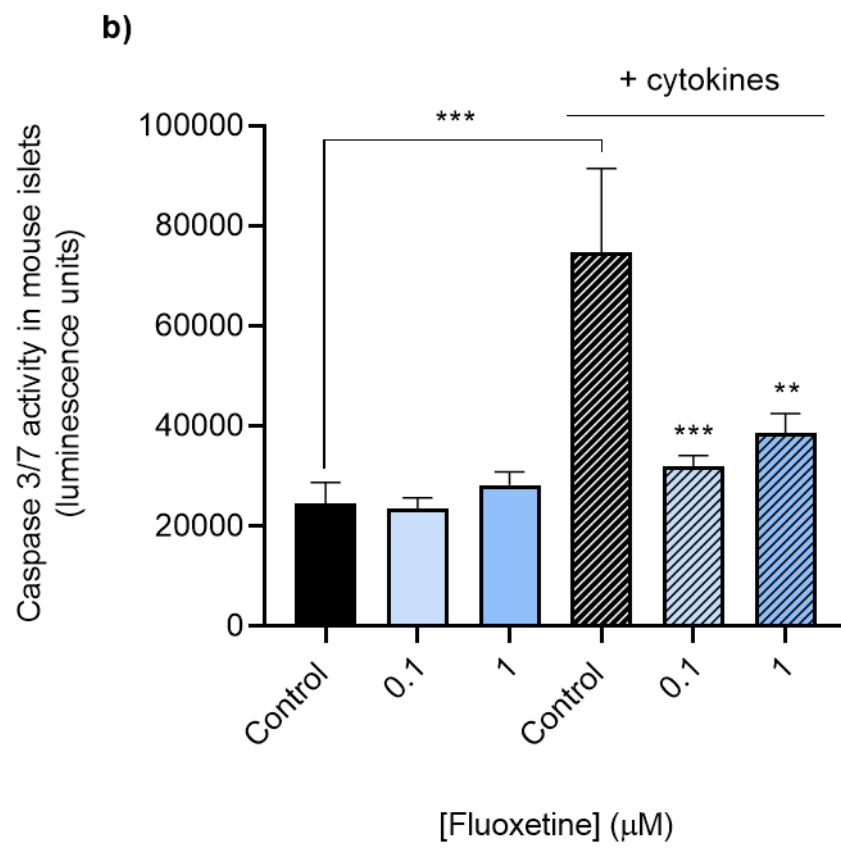 b)
+ cytokines
Caspase 3/7 activity in mouse islets
(luminescence units)
100000
80000
60000
40000
20000
0
***
***
**
Control
0.1
1
Control
0.1
1
[Fluoxetine] (μM)